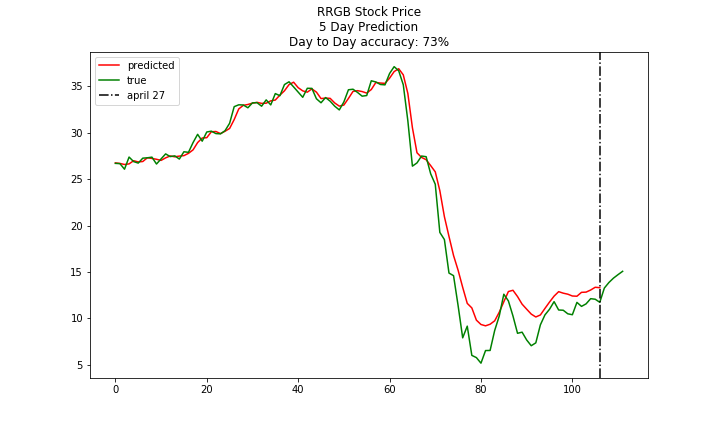 RRGB Stock Price
5 Day Prediction
Day to Day accuracy: 73%
predicted
true
april 27
35
30
25
20
15
10
5
0 20 40 60 80 100